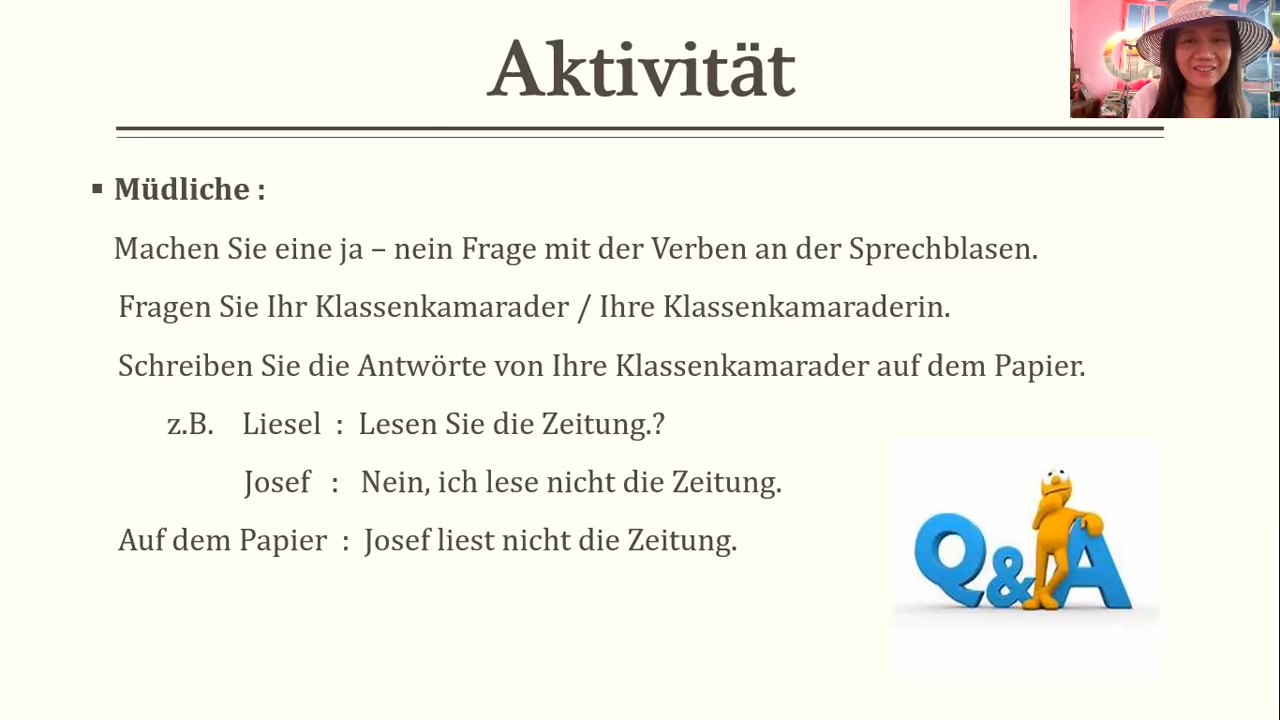 Aktivität
▪ Müdliche :
Machen Sie eine ja – nein Frage mit der Verben an der Sprechblasen.
Fragen Sie Ihr Klassenkamarader / Ihre Klassenkamaraderin.
Schreiben Sie die Antwörte von Ihre Klassenkamarader auf dem Papier.
z.B. Liesel : Lesen Sie die Zeitung.?
Josef : Nein, ich lese nicht die Zeitung.
Auf dem Papier : Josef liest nicht die Zeitung.
Q&A